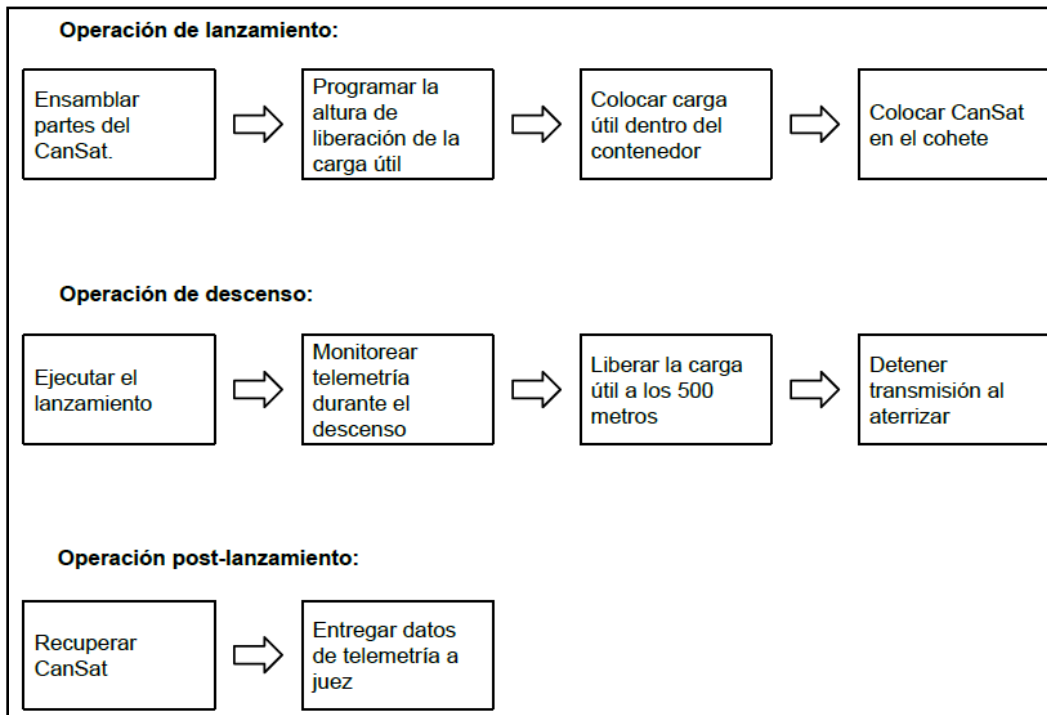 Operación de lanzamiento:
Ensamblar
partes del
CanSat.
Programar la
altura de
liberación de la
carga útil
Colocar carga
útil dentro del
contenedor
Colocar CanSat
en el cohete
Operación de descenso:
Ejecutar el
lanzamiento
Monitorear
telemetría
durante el
descenso
Liberar la carga
útil a los 500
metros
Detener
transmisión al
aterrizar
Operación post-lanzamiento:
Recuperar
CanSat
Entregar datos
de telemetría a
juez